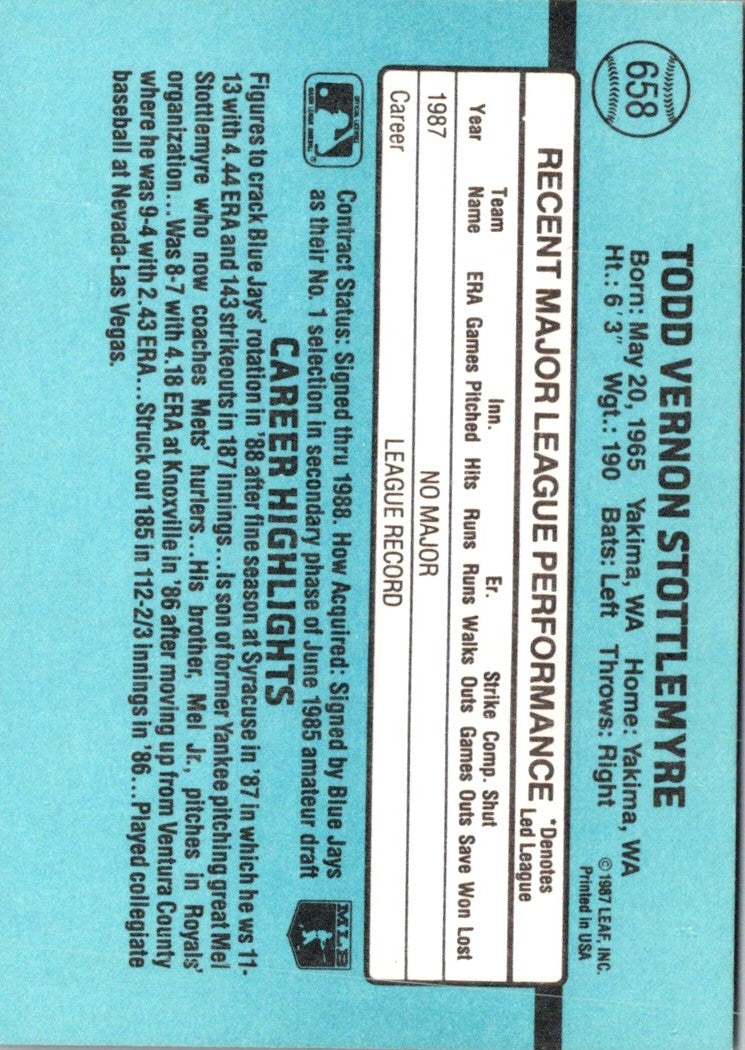 658
TODD VERNON STOTTLEMYRE
Born: May 20, 1965 Yakima, WA Home: Yakima, WA
Ht.: 6'3" Wgt.: 190 Bats: Left Throws: Right
©1987 LEAF, INC.
Printed in USA
RECENT MAJOR LEAGUE PERFORMANCE *Denotes
Led League
Team Inn. Er. Strike Comp. Shut
Year Name ERA Games Pitched Hits Runs Runs Walks Outs Games Outs Save Won Lost
1987 NO MAJOR
Career LEAGUE RECORD
Contract Status: Signed thru 1988. How Acquired: Signed by Blue Jays
as their No. 1 selection in secondary phase of June 1985 amateur draft
MLB
CAREER HIGHLIGHTS
Figures to crack Blue Jays' rotation in '88 after fine season at Syracuse in '87 in which he ws 11-
13 with 4.44 ERA and 143 strikeouts in 187 innings...Is son of former Yankee pitching great Mel
Stottlemyre who now coaches Mets' hurlers...His brother, Mel Jr., pitches in Royals'
organization...Was 8-7 with 4.18 ERA at Knoxville in '86 after moving up from Ventura County
where he was 9-4 with 2.43 ERA...Struck out 185 in 112-2/3 innings in '86...Played collegiate
baseball at Nevada-Las Vegas.